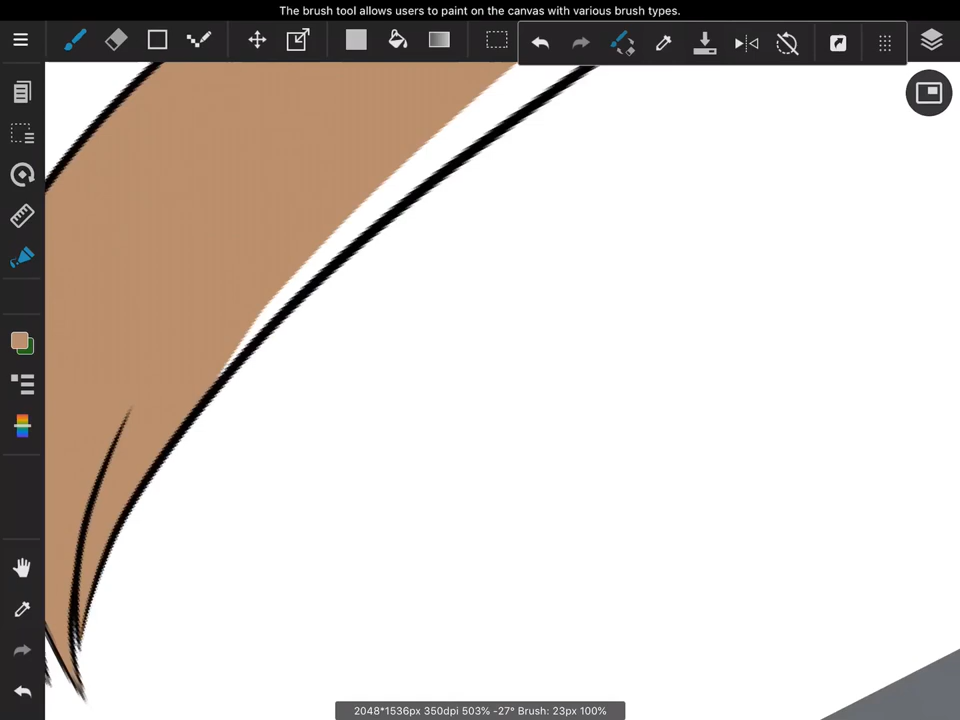 The brush tool allows users to paint on the canvas with various brush types.
2048*1536px 350dpi 503% -27° Brush: 23px 100%